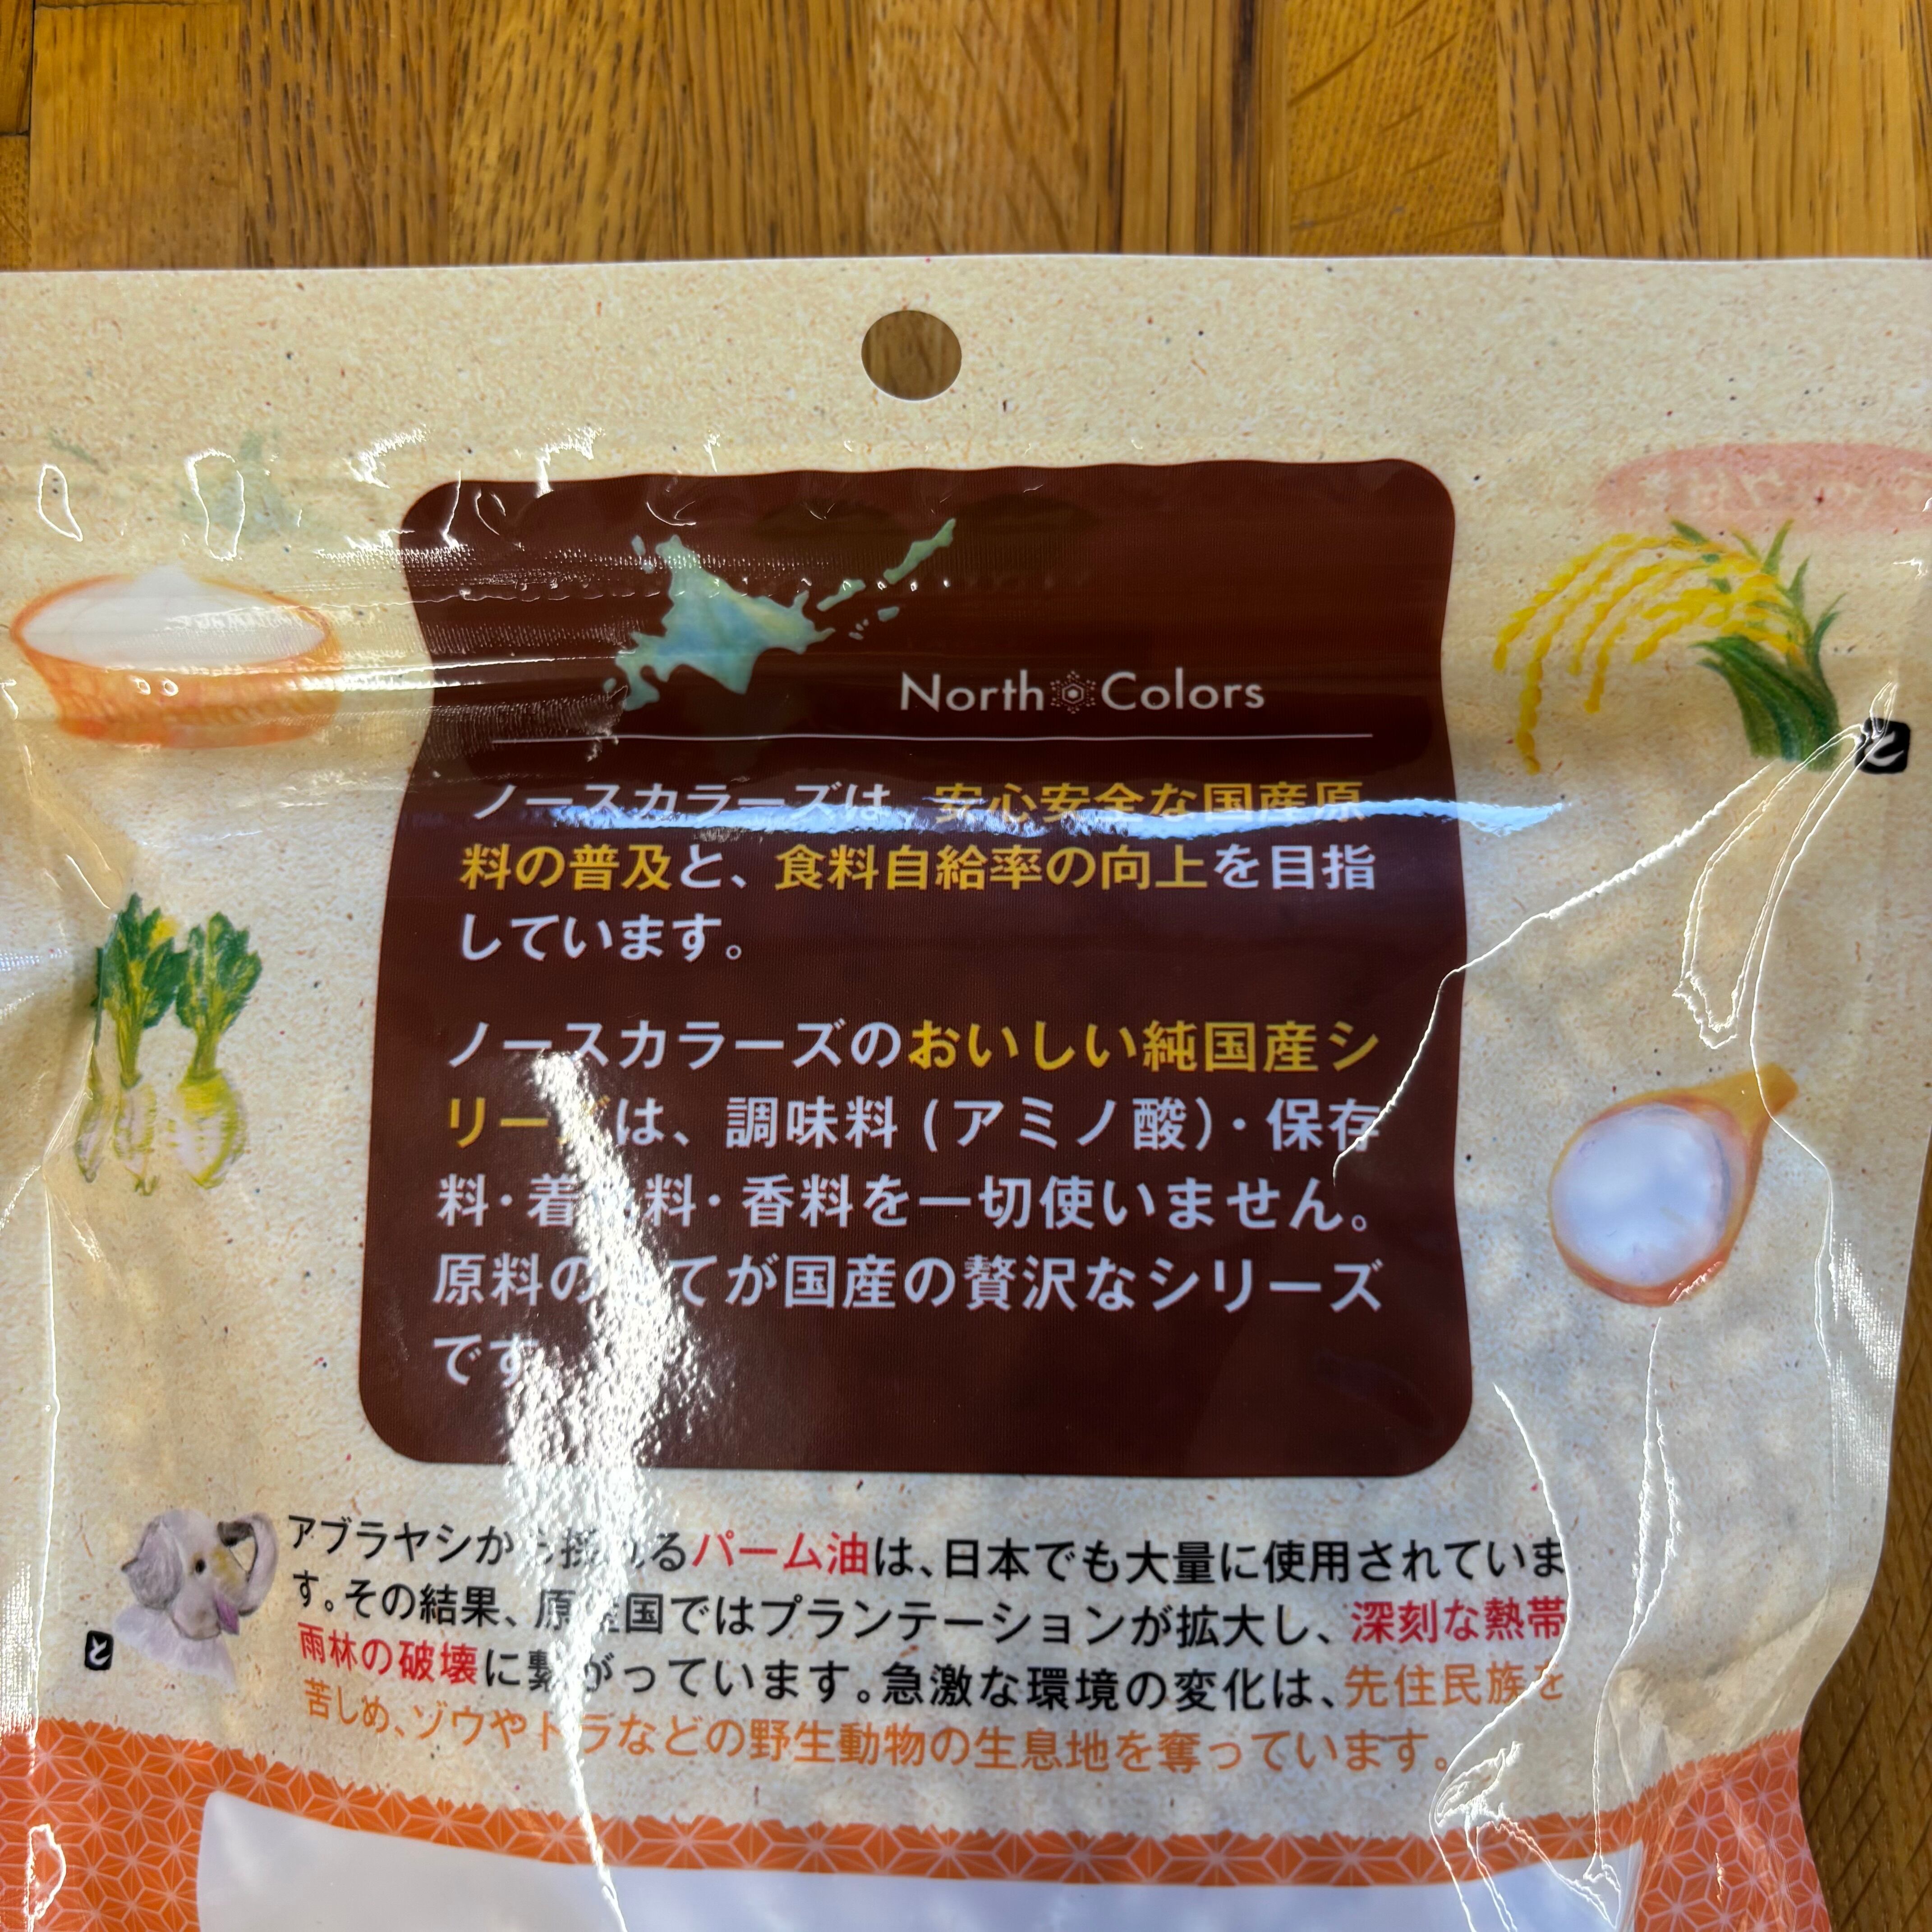 North Colors
ノースカラーズは、安心安全な国産原
料の普及と、食料自給率の向上を目指
しています。
ノースカラーズのおいしい純国産シ
リーズは、調味料(アミノ酸)・保存
料・着色料・香料を一切使いません。
原料の全てが国産の贅沢なシリーズ
です
と
アブラヤシから採れるパーム油は、日本でも大量に使用されていま
す。その結果、原産国ではプランテーションが拡大し、深刻な熱帯
雨林の破壊に繋がっています。急激な環境の変化は、先住民族を
苦しめ、ゾウやトラなどの野生動物の生息地を奪っています。
と